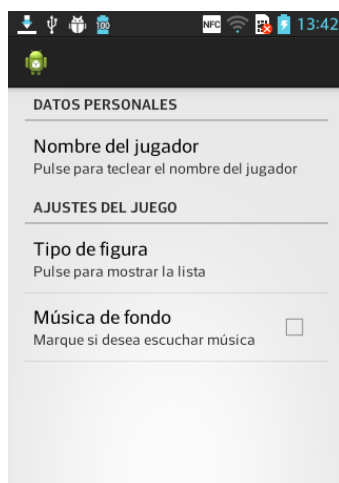 100 NFC 13:42
DATOS PERSONALES
Nombre del jugador
Pulse para teclear el nombre del jugador
AJUSTES DEL JUEGO
Tipo de figura
Pulse para mostrar la lista
Música de fondo
Marque si desea escuchar música